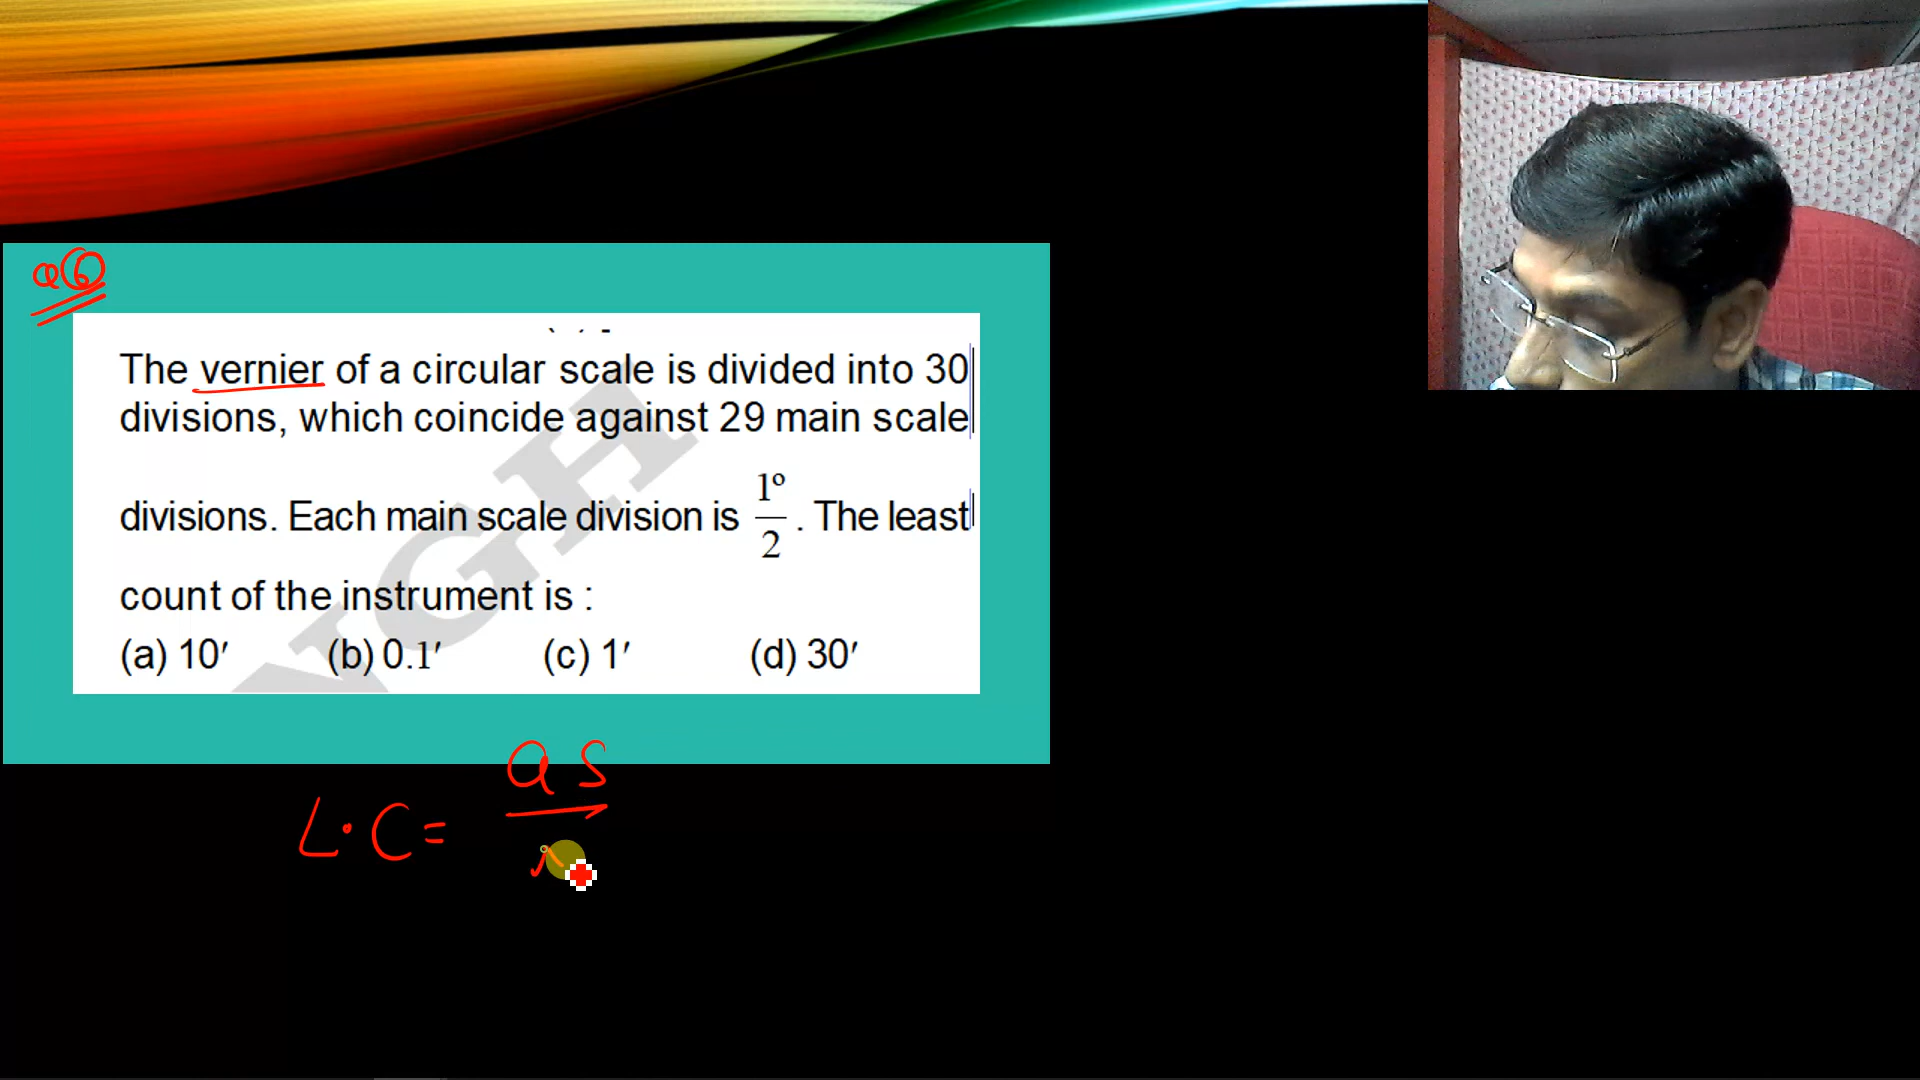 Q6
The vernier of a circular scale is divided into 30
divisions, which coincide against 29 main scale
divisions. Each main scale division is 1°/2 . The least
count of the instrument is :
(a) 10′ (b) 0.1′ (c) 1′ (d) 30′
L.C = as/n